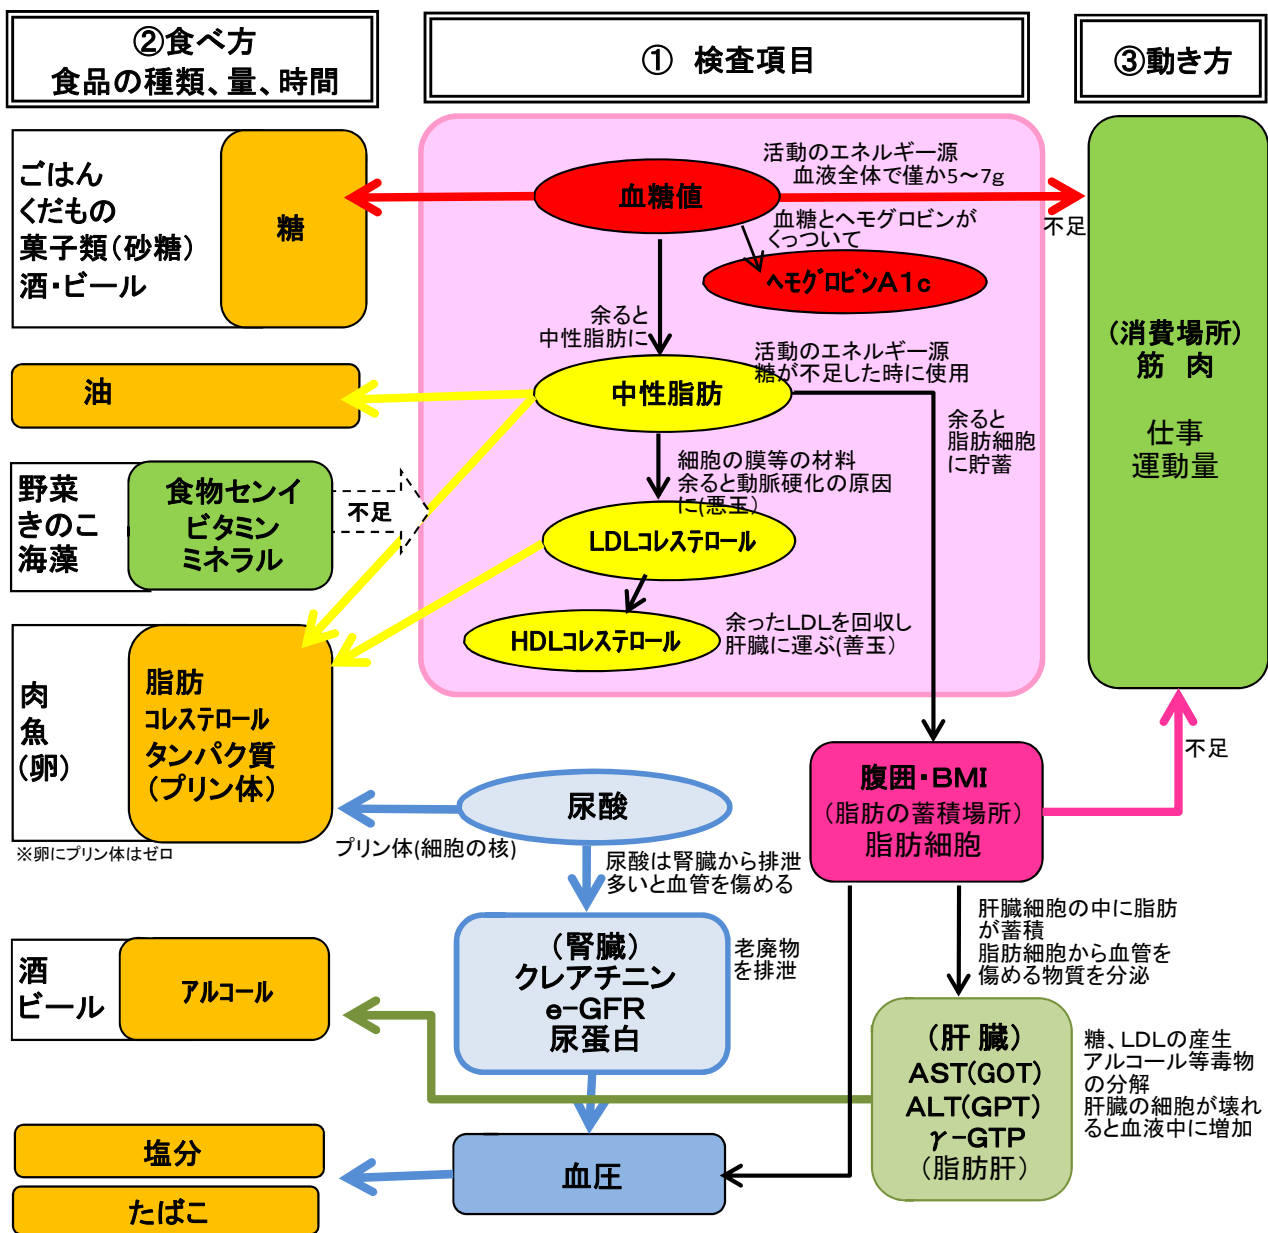 ②食べ方
食品の種類、量、時間
① 検査項目
③動き方
ごはん
くだもの
菓子類(砂糖)
酒・ビール
糖
血糖値
活動のエネルギー源
血液全体で僅か5～7g
不足
血糖とヘモグロビンが
くっついて
ヘモグロビンA1c
余ると
中性脂肪に
油
中性脂肪
活動のエネルギー源
糖が不足した時に使用
余ると
脂肪細胞
に貯蓄
(消費場所)
筋 肉
仕事
運動量
野菜
きのこ
海藻
食物センイ
ビタミン
ミネラル
不足
細胞の膜等の材料
余ると動脈硬化の原因
に(悪玉)
LDLコレステロール
HDLコレステロール
余ったLDLを回収し
肝臓に運ぶ(善玉)
肉
魚
(卵)
脂肪
コレステロール
タンパク質
(プリン体)
※卵にプリン体はゼロ
尿酸
プリン体(細胞の核)
尿酸は腎臓から排泄
多いと血管を傷める
腹囲・BMI
(脂肪の蓄積場所)
脂肪細胞
不足
肝臓細胞の中に脂肪
が蓄積
脂肪細胞から血管を
傷める物質を分泌
酒
ビール
アルコール
(腎臓)
クレアチニン
e-GFR
尿蛋白
老廃物
を排泄
(肝 臓)
AST(GOT)
ALT(GPT)
γ-GTP
(脂肪肝)
糖、LDLの産生
アルコール等毒物
の分解
肝臓の細胞が壊れ
ると血液中に増加
塩分
たばこ
血圧